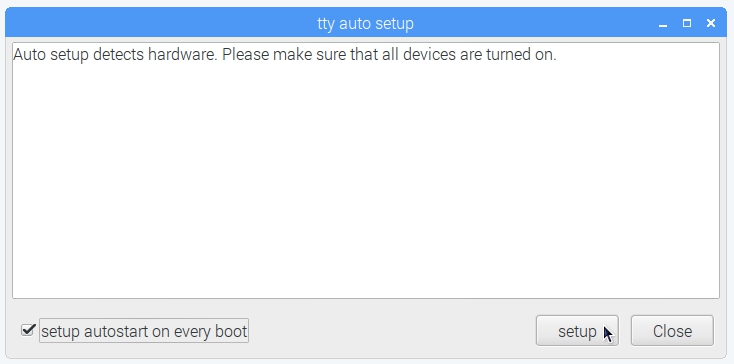 tty auto setup
Auto setup detects hardware. Please make sure that all devices are turned on.
setup autostart on every boot
setup
Close